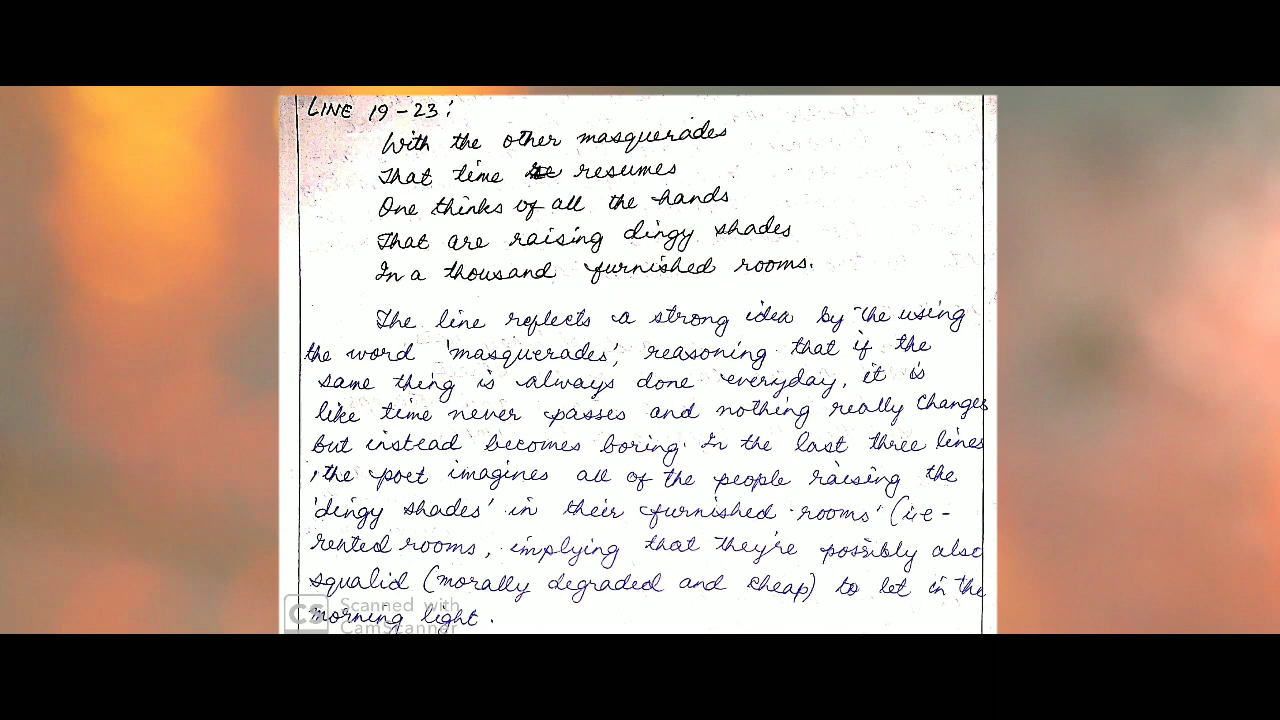 LINE 19-23:
With the other masquerades
That time resumes
One thinks of all the hands
That are raising dingy shades
In a thousand furnished rooms.
The line reflects a strong idea by the using
the word 'masquerades', reasoning that if the
same thing is always done everyday, it is
like time never passes and nothing really changes
but instead becomes boring. In the last three lines
, the poet imagines all of the people raising the
'dingy shades' in their furnished rooms' (i.e-
rented rooms, implying that they're possibly also
squalid (morally degraded and cheap) to let in the
morning light.
CS Scanned with
CamScanner